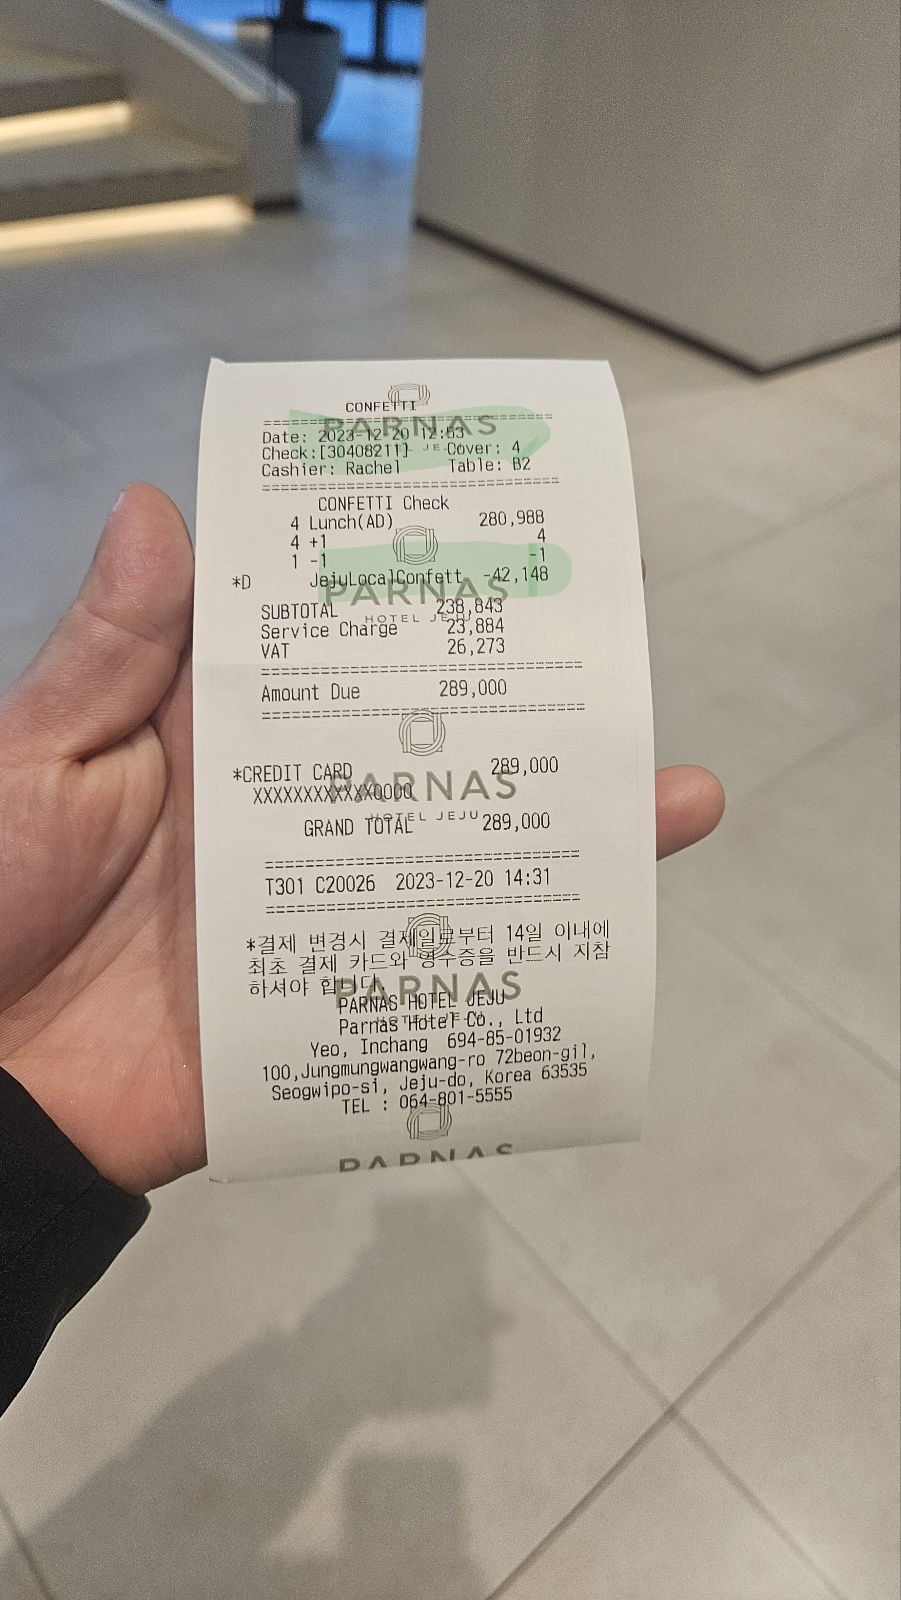 CONFETTI
PARNAS
Date: 2023-12-20 12:53
Check:[30408211] Cover: 4
Cashier: Rachel Table: B2
CONFETTI Check
4 Lunch(AD) 280,988
4 +1 4
1 -1 -1
*D JejuLocalConfett -42,148
PARNAS
SUBTOTAL 238,843
HOTEL JEJU
Service Charge 23,884
VAT 26,273
Amount Due 289,000
*CREDIT CARD 289,000
PARNAS
XXXXXXXXXXXX0000
HOTEL JEJU
GRAND TOTAL 289,000
T301 C20026 2023-12-20 14:31
*결제 변경시 결제일로부터 14일 이내에
최초 결제 카드와 영수증을 반드시 지참
하셔야 합니다.
PARNAS
PARNAS HOTEL JEJU
Parnas Hotel Co., Ltd
Yeo, Inchang 694-85-01932
100,Jungmungwangwang-ro 72beon-gil,
Seogwipo-si, Jeju-do, Korea 63535
TEL : 064-801-5555
PARNAS